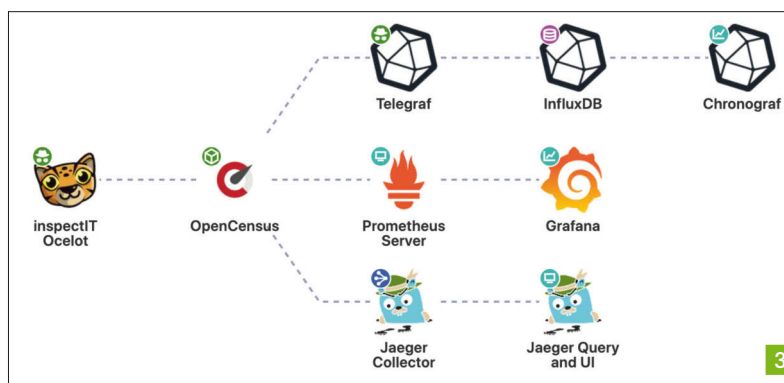 Telegraf
InfluxDB
Chronograf
inspectIT
Ocelot
OpenCensus
Prometheus
Server
Grafana
Jaeger
Collector
Jaeger Query
and UI
3